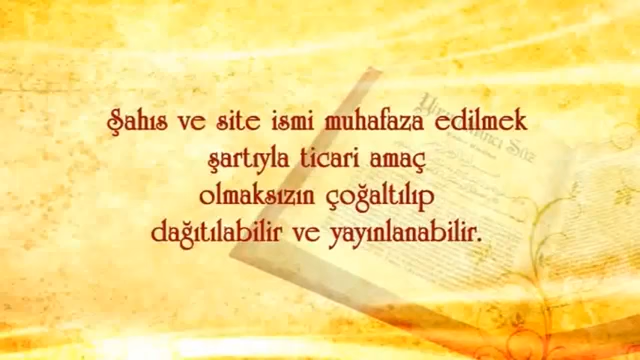 Şahıs ve site ismi muhafaza edilmek
şartıyla ticari amaç
olmaksızın çoğaltılıp
dağıtılabilir ve yayınlanabilir.